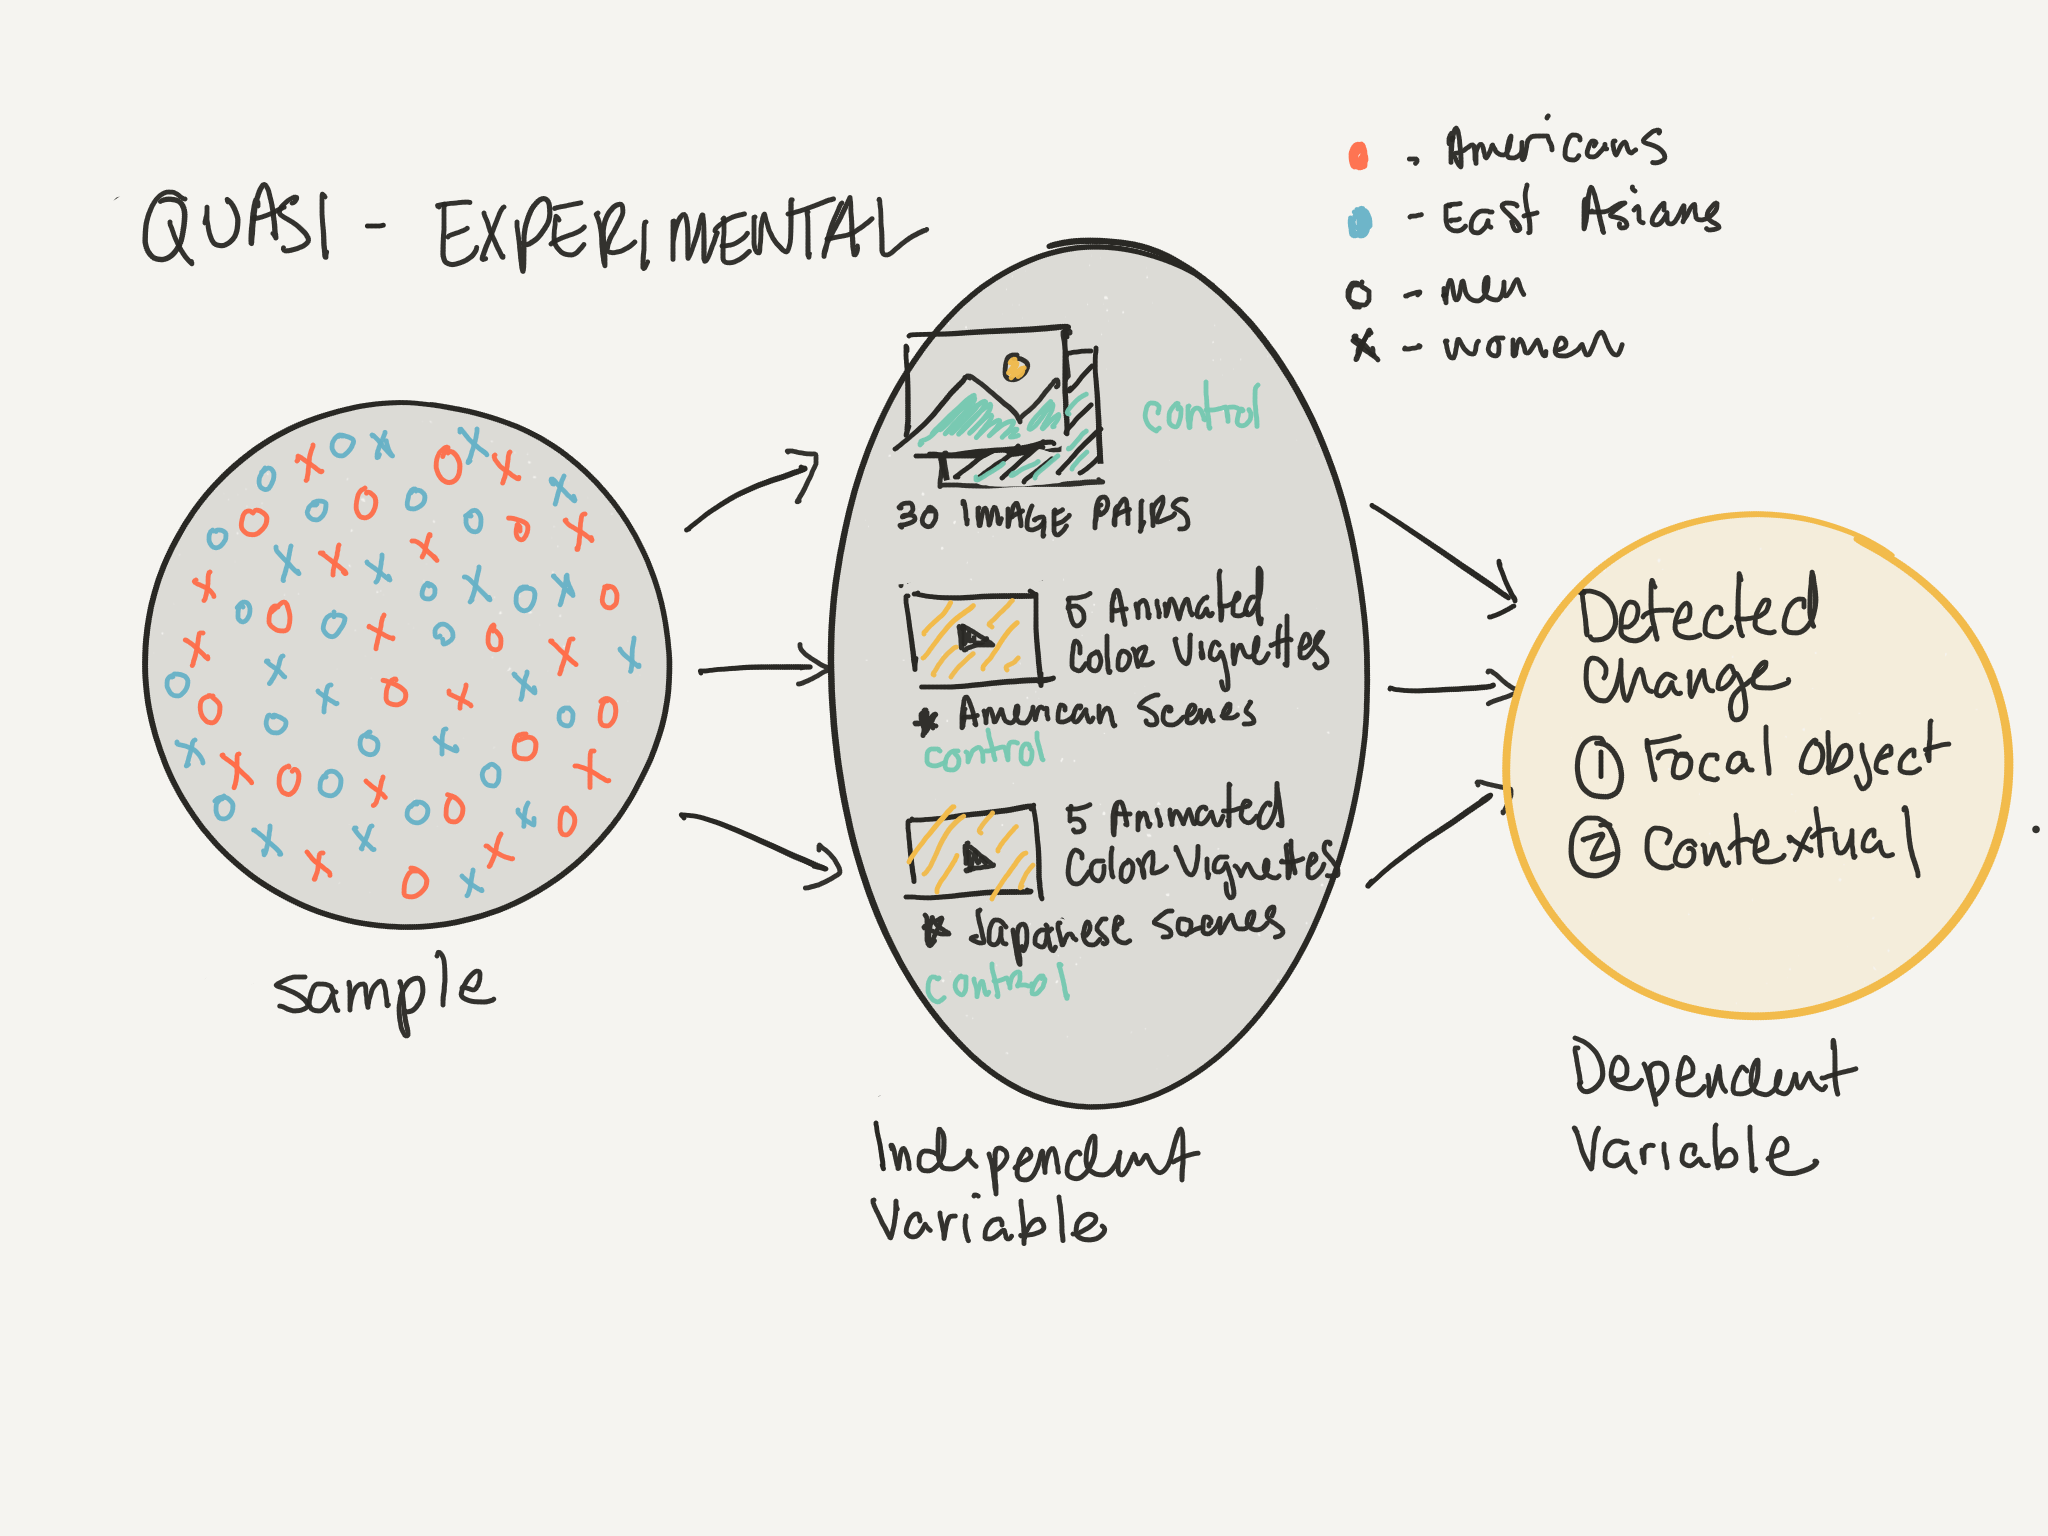 QUASI - EXPERIMENTAL
- Americans
- East Asians
o - men
x - women
control
30 IMAGE PAIRS
5 Animated
Color Vignettes
* American Scenes
control
5 Animated
Color Vignettes
* Japanese Scenes
control
Detected
Change
① Focal Object
② Contextual
Sample
Independent
Variable
Dependent
Variable